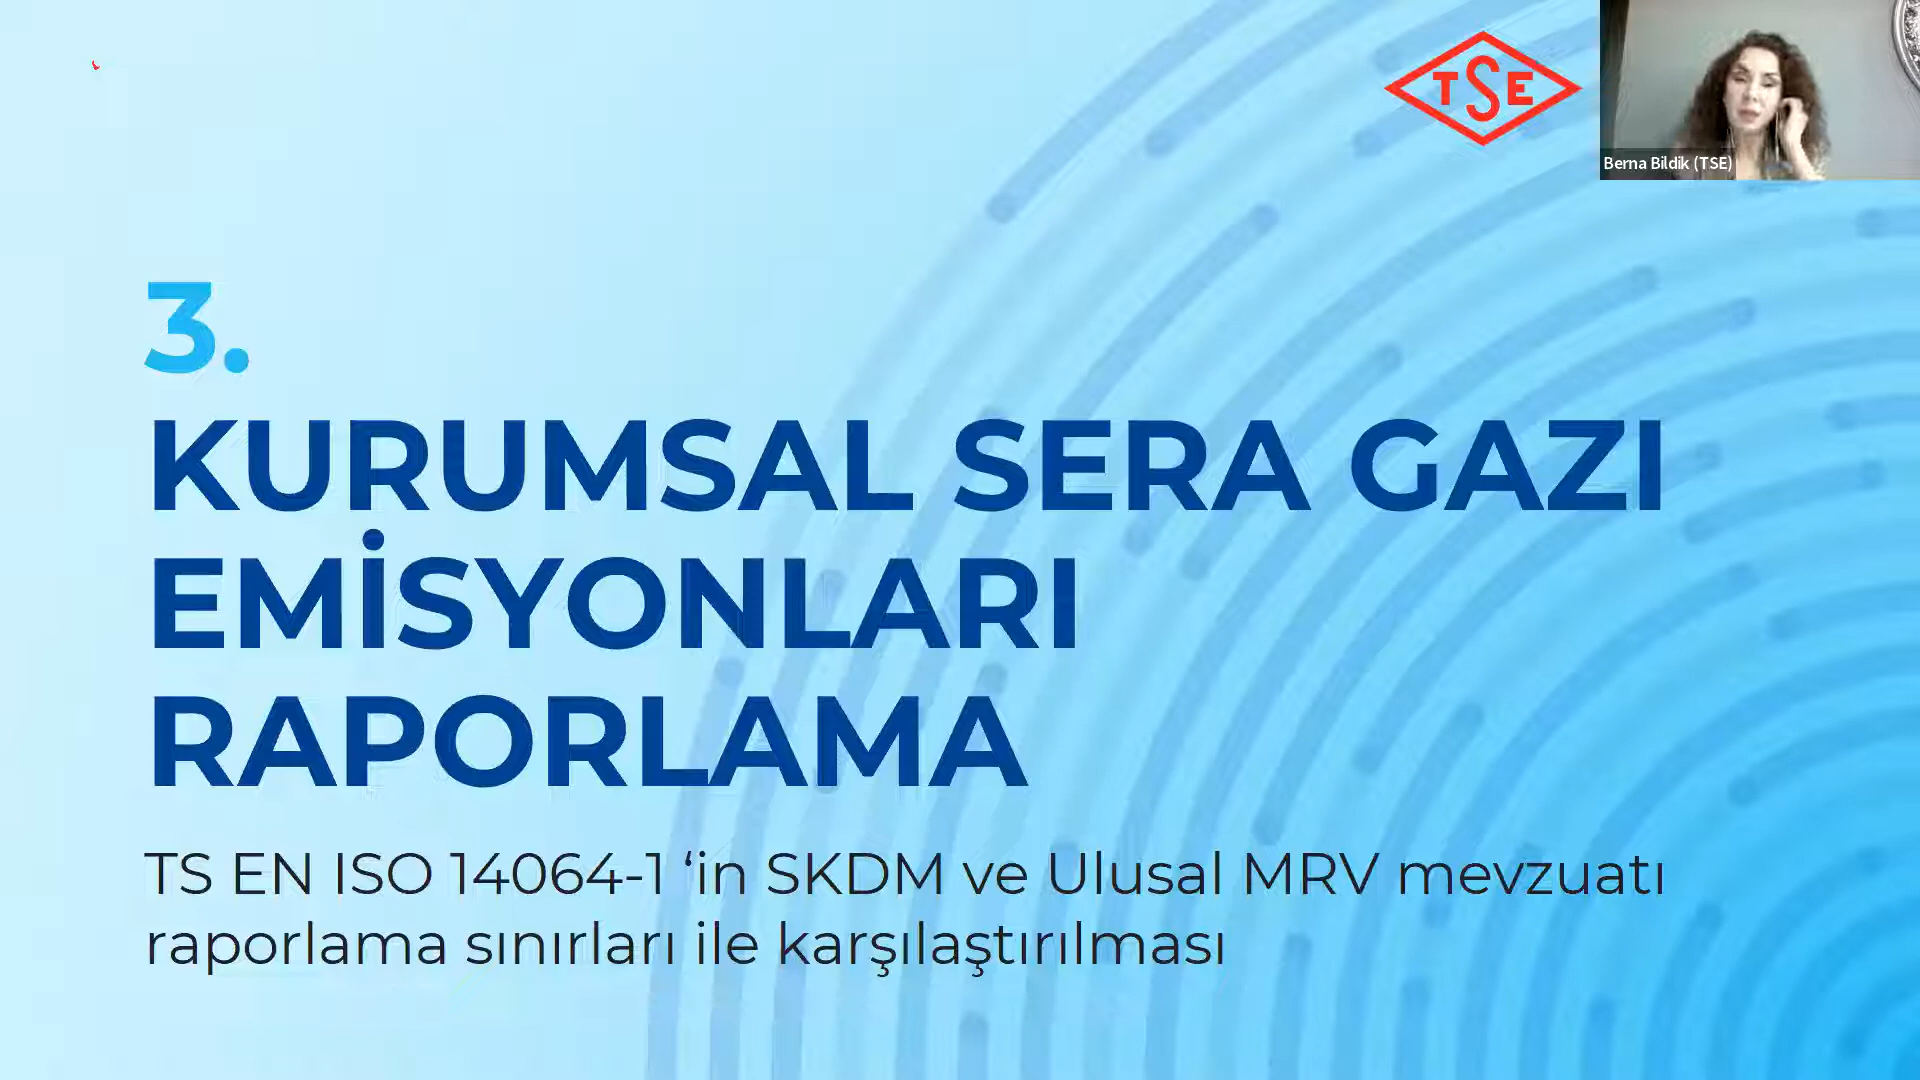 TSE
Berna Bildik (TSE)
3.
KURUMSAL SERA GAZI
EMİSYONLARI
RAPORLAMA
TS EN ISO 14064-1 ‘in SKDM ve Ulusal MRV mevzuatı
raporlama sınırları ile karşılaştırılması